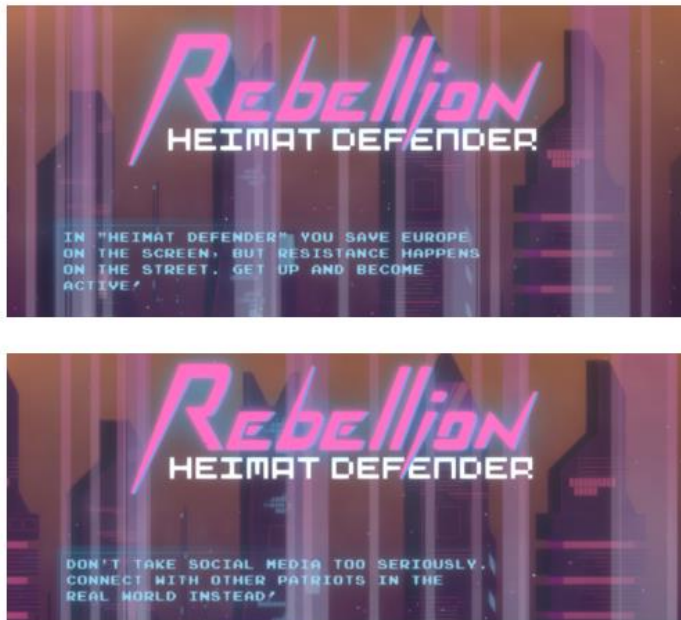 Rebellion
HEIMAT DEFENDER
IN "HEIMAT DEFENDER" YOU SAVE EUROPE
ON THE SCREEN, BUT RESISTANCE HAPPENS
ON THE STREET. GET UP AND BECOME
ACTIVE!
Rebellion
HEIMAT DEFENDER
DON'T TAKE SOCIAL MEDIA TOO SERIOUSLY.
CONNECT WITH OTHER PATRIOTS IN THE
REAL WORLD INSTEAD!